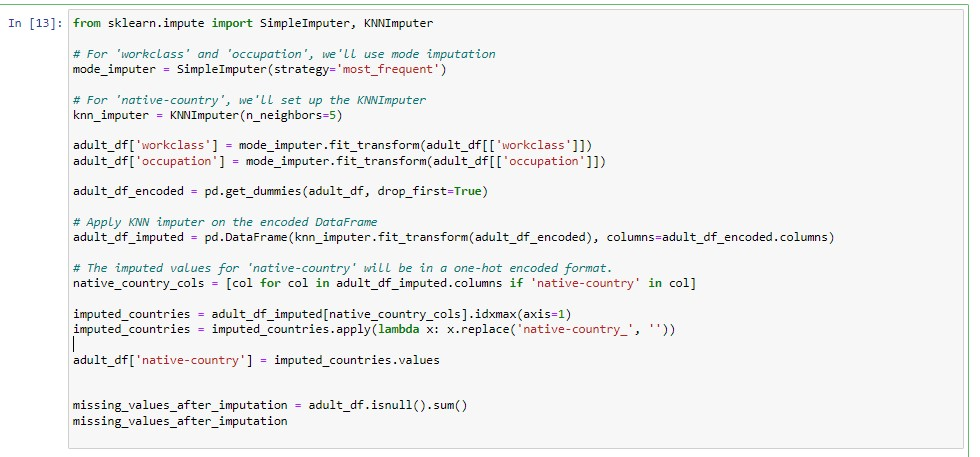 In [13]: from sklearn.impute import SimpleImputer, KNNImputer
# For 'workclass' and 'occupation', we'll use mode imputation
mode_imputer = SimpleImputer(strategy='most_frequent')
# For 'native-country', we'll set up the KNNImputer
knn_imputer = KNNImputer(n_neighbors=5)
adult_df['workclass'] = mode_imputer.fit_transform(adult_df[['workclass']])
adult_df['occupation'] = mode_imputer.fit_transform(adult_df[['occupation']])
adult_df_encoded = pd.get_dummies(adult_df, drop_first=True)
# Apply KNN imputer on the encoded DataFrame
adult_df_imputed = pd.DataFrame(knn_imputer.fit_transform(adult_df_encoded), columns=adult_df_encoded.columns)
# The imputed values for 'native-country' will be in a one-hot encoded format.
native_country_cols = [col for col in adult_df_imputed.columns if 'native-country' in col]
imputed_countries = adult_df_imputed[native_country_cols].idxmax(axis=1)
imputed_countries = imputed_countries.apply(lambda x: x.replace('native-country_', ''))
adult_df['native-country'] = imputed_countries.values
missing_values_after_imputation = adult_df.isnull().sum()
missing_values_after_imputation